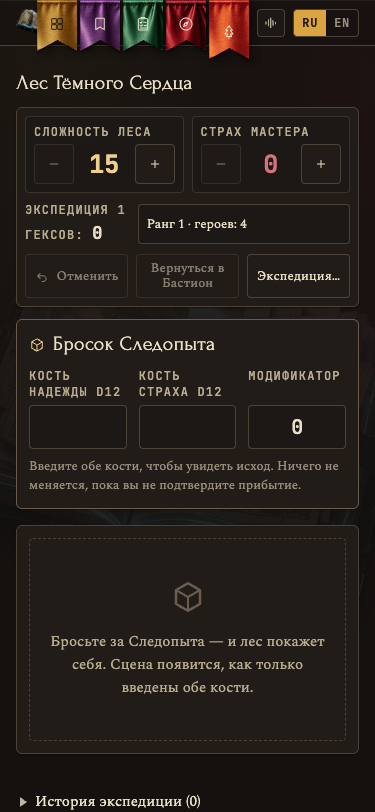 RU EN
Лес Тёмного Сердца
СЛОЖНОСТЬ ЛЕСА
СТРАХ МАСТЕРА
− 15 +
− 0 +
ЭКСПЕДИЦИЯ 1
ГЕКСОВ: 0
Ранг 1 · героев: 4
Отменить
Вернуться в
Бастион
Экспедиция…
Бросок Следопыта
КОСТЬ
НАДЕЖДЫ D12
КОСТЬ
СТРАХА D12
МОДИФИКАТОР
0
Введите обе кости, чтобы увидеть исход. Ничего не
меняется, пока вы не подтвердите прибытие.
Бросьте за Следопыта — и лес покажет
себя. Сцена появится, как только
введены обе кости.
История экспедиции (0)